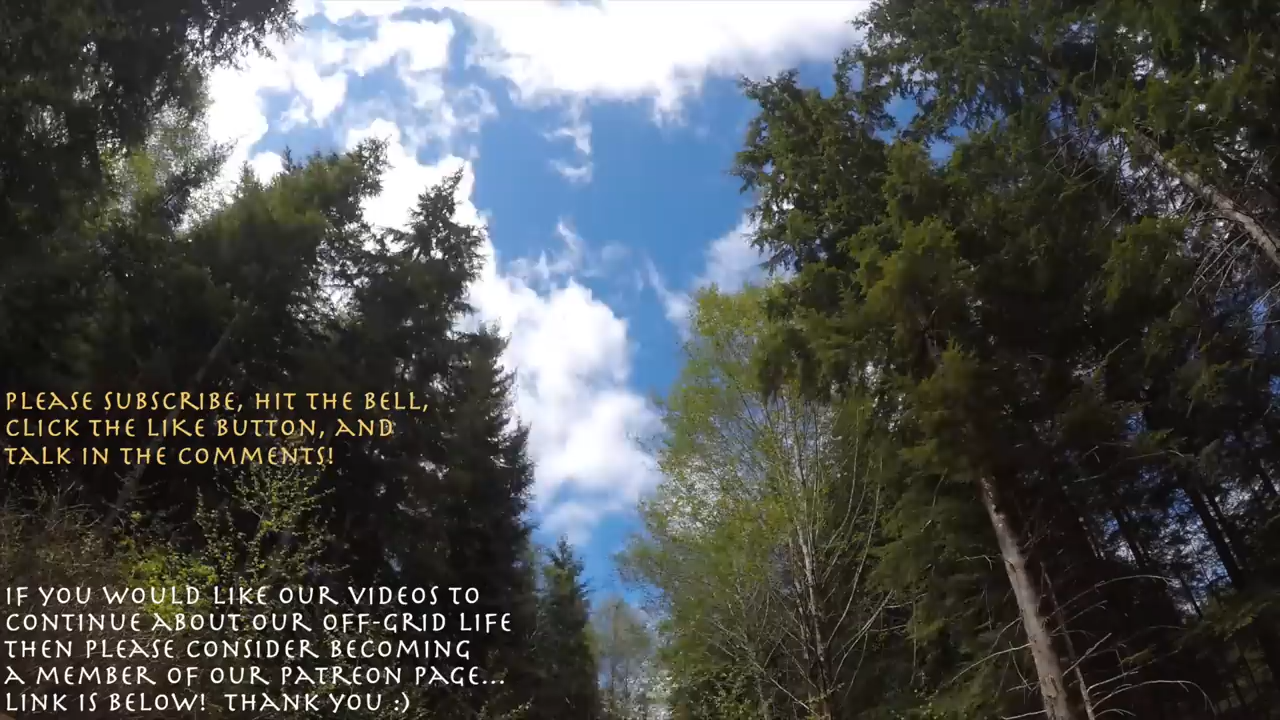 PLEASE SUBSCRIBE, HIT THE BELL,
CLICK THE LIKE BUTTON, AND
TALK IN THE COMMENTS!
IF YOU WOULD LIKE OUR VIDEOS TO
CONTINUE ABOUT OUR OFF-GRID LIFE
THEN PLEASE CONSIDER BECOMING
A MEMBER OF OUR PATREON PAGE...
LINK IS BELOW!  THANK YOU :)